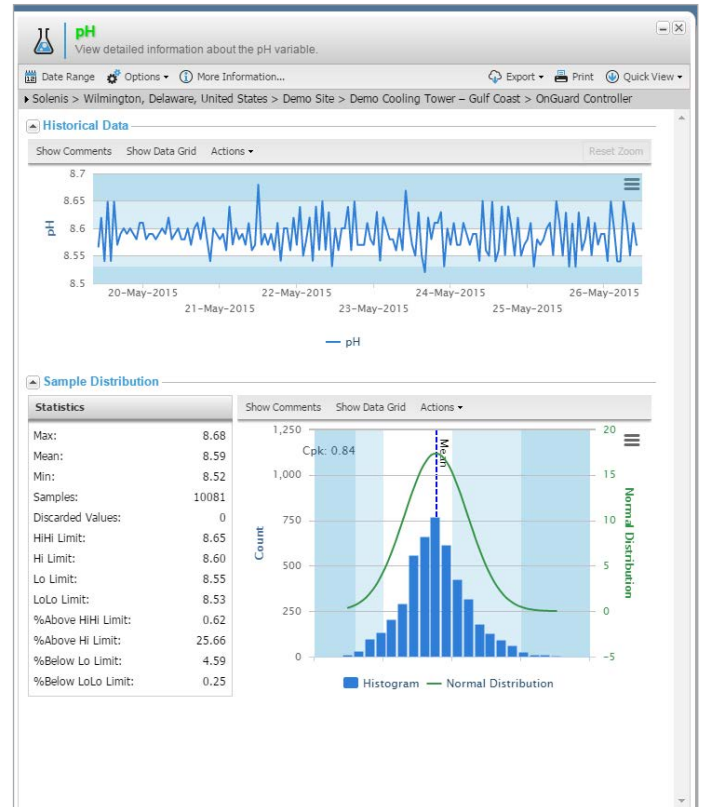 pH
View detailed information about the pH variable.
Date Range Options More Information... Export Print Quick View
Solenis > Wilmington, Delaware, United States > Demo Site > Demo Cooling Tower – Gulf Coast > OnGuard Controller
Historical Data
Show Comments Show Data Grid Actions Reset Zoom
8.7
8.65
8.6
8.55
8.5
pH
20-May-2015 22-May-2015 24-May-2015 26-May-2015
21-May-2015 23-May-2015 25-May-2015
pH
Sample Distribution
Statistics
Max: 8.68
Mean: 8.59
Min: 8.52
Samples: 10081
Discarded Values: 0
HiHi Limit: 8.65
Hi Limit: 8.60
Lo Limit: 8.55
LoLo Limit: 8.53
%Above HiHi Limit: 0.62
%Above Hi Limit: 25.66
%Below Lo Limit: 4.59
%Below LoLo Limit: 0.25
Show Comments Show Data Grid Actions
Cpk: 0.84
Mean
1,250
1,000
750
500
250
0
Count
20
15
10
5
0
-5
Normal Distribution
Histogram Normal Distribution